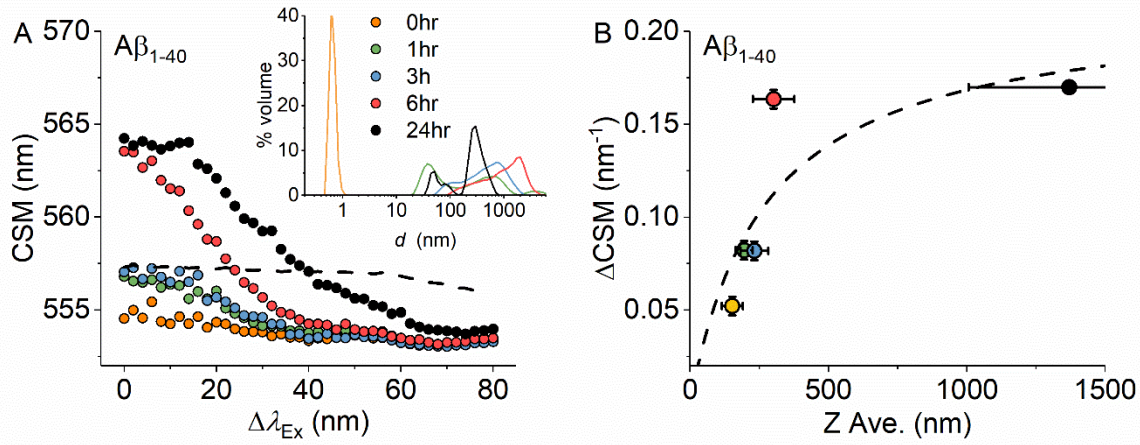 A
Aβ1-40
570
565
560
555
CSM (nm)
0
20
40
60
80
ΔλEx (nm)
40
30
20
10
0
% volume
1
10
100
1000
d (nm)
0hr
1hr
3h
6hr
24hr
B
Aβ1-40
0.20
0.15
0.10
0.05
ΔCSM (nm-1)
0
500
1000
1500
Z Ave. (nm)